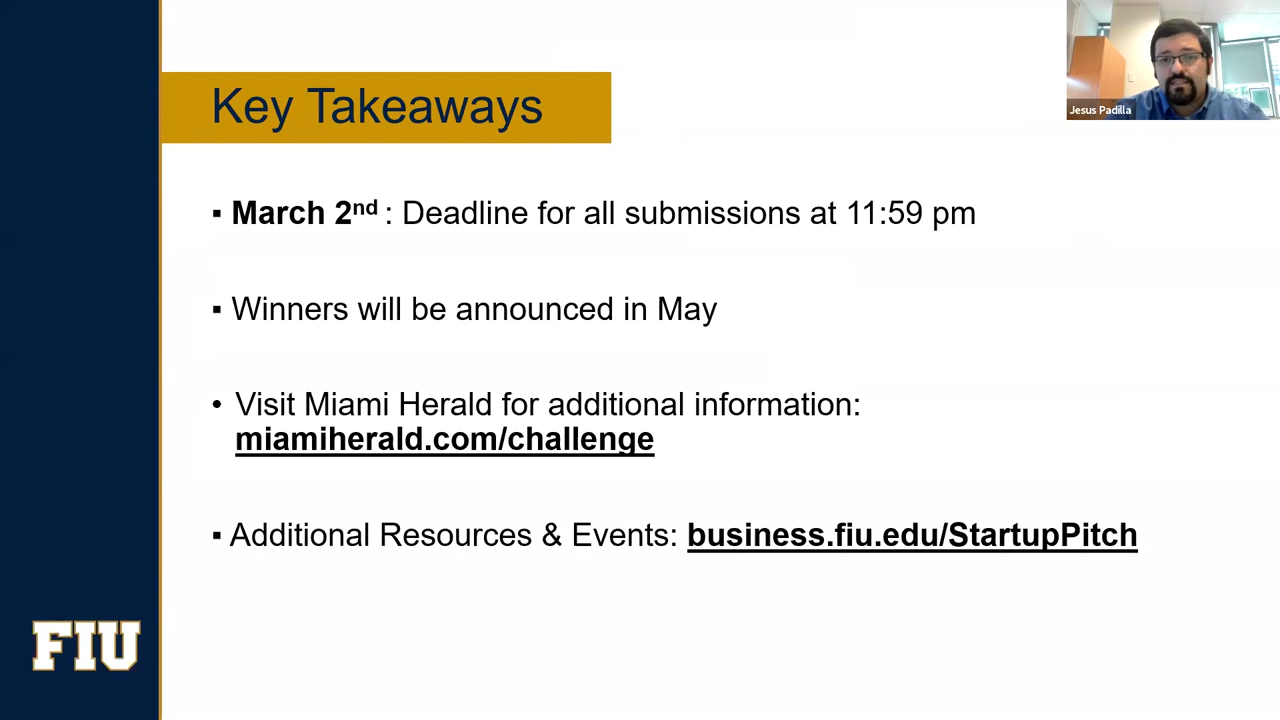 Key Takeaways
Jesus Padilla
▪ March 2nd : Deadline for all submissions at 11:59 pm
▪ Winners will be announced in May
• Visit Miami Herald for additional information:
miamiherald.com/challenge
▪ Additional Resources & Events: business.fiu.edu/StartupPitch
FIU